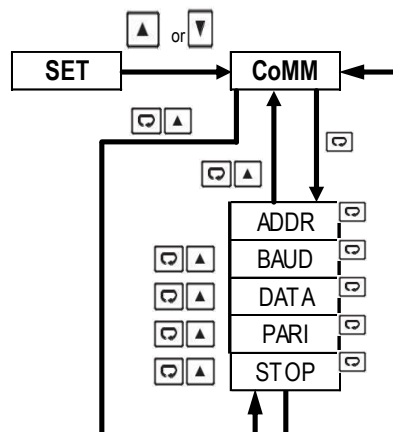 or
SET
CoMM
ADDR
BAUD
DATA
PARI
STOP